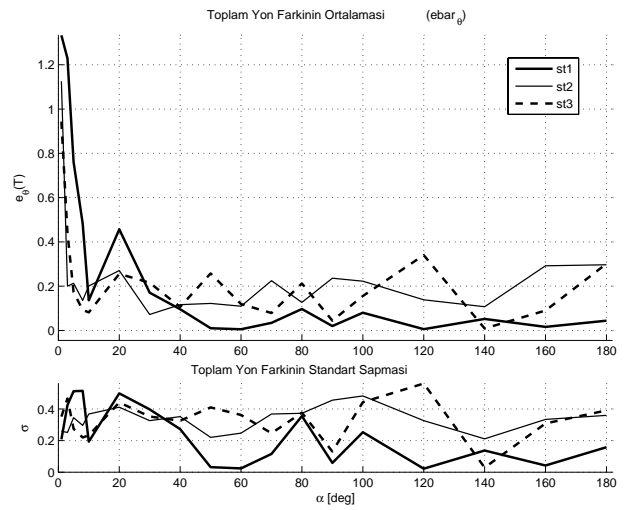 Toplam Yon Farkinin Ortalamasi (ebar_θ)
st1
st2
st3
e_θ(T)
1.2
1
0.8
0.6
0.4
0.2
0
0 20 40 60 80 100 120 140 160 180
Toplam Yon Farkinin Standart Sapmasi
σ
0.4
0.2
0
0 20 40 60 80 100 120 140 160 180
α [deg]